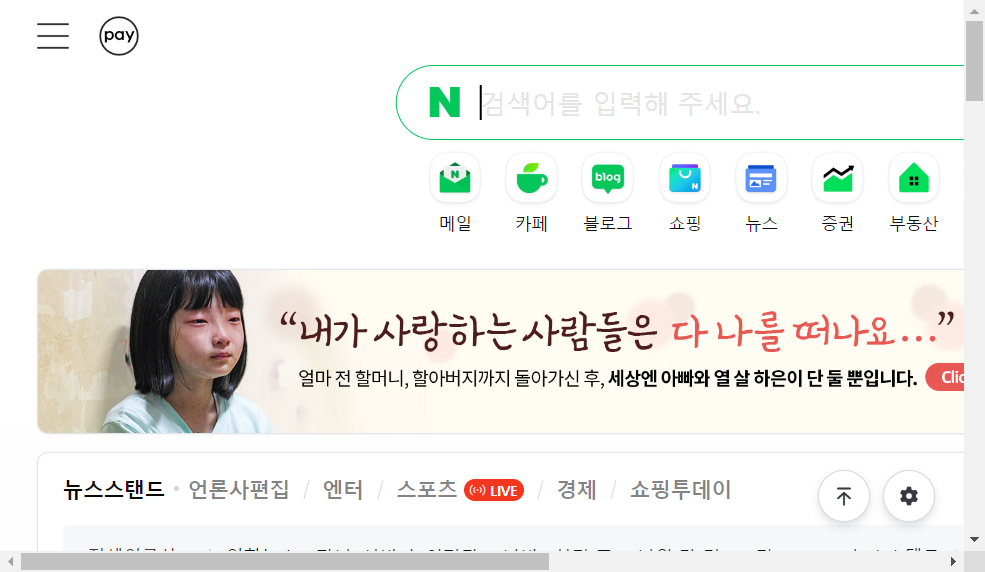 pay
N 검색어를 입력해 주세요.
N blog N
메일 카페 블로그 쇼핑 뉴스 증권 부동산
“내가 사랑하는 사람들은 다 나를 떠나요...”
얼마 전 할머니, 할아버지까지 돌아가신 후, 세상엔 아빠와 열 살 하은이 단 둘 뿐입니다. Clic
뉴스스탠드 · 언론사편집 / 엔터 / 스포츠 LIVE / 경제 / 쇼핑투데이